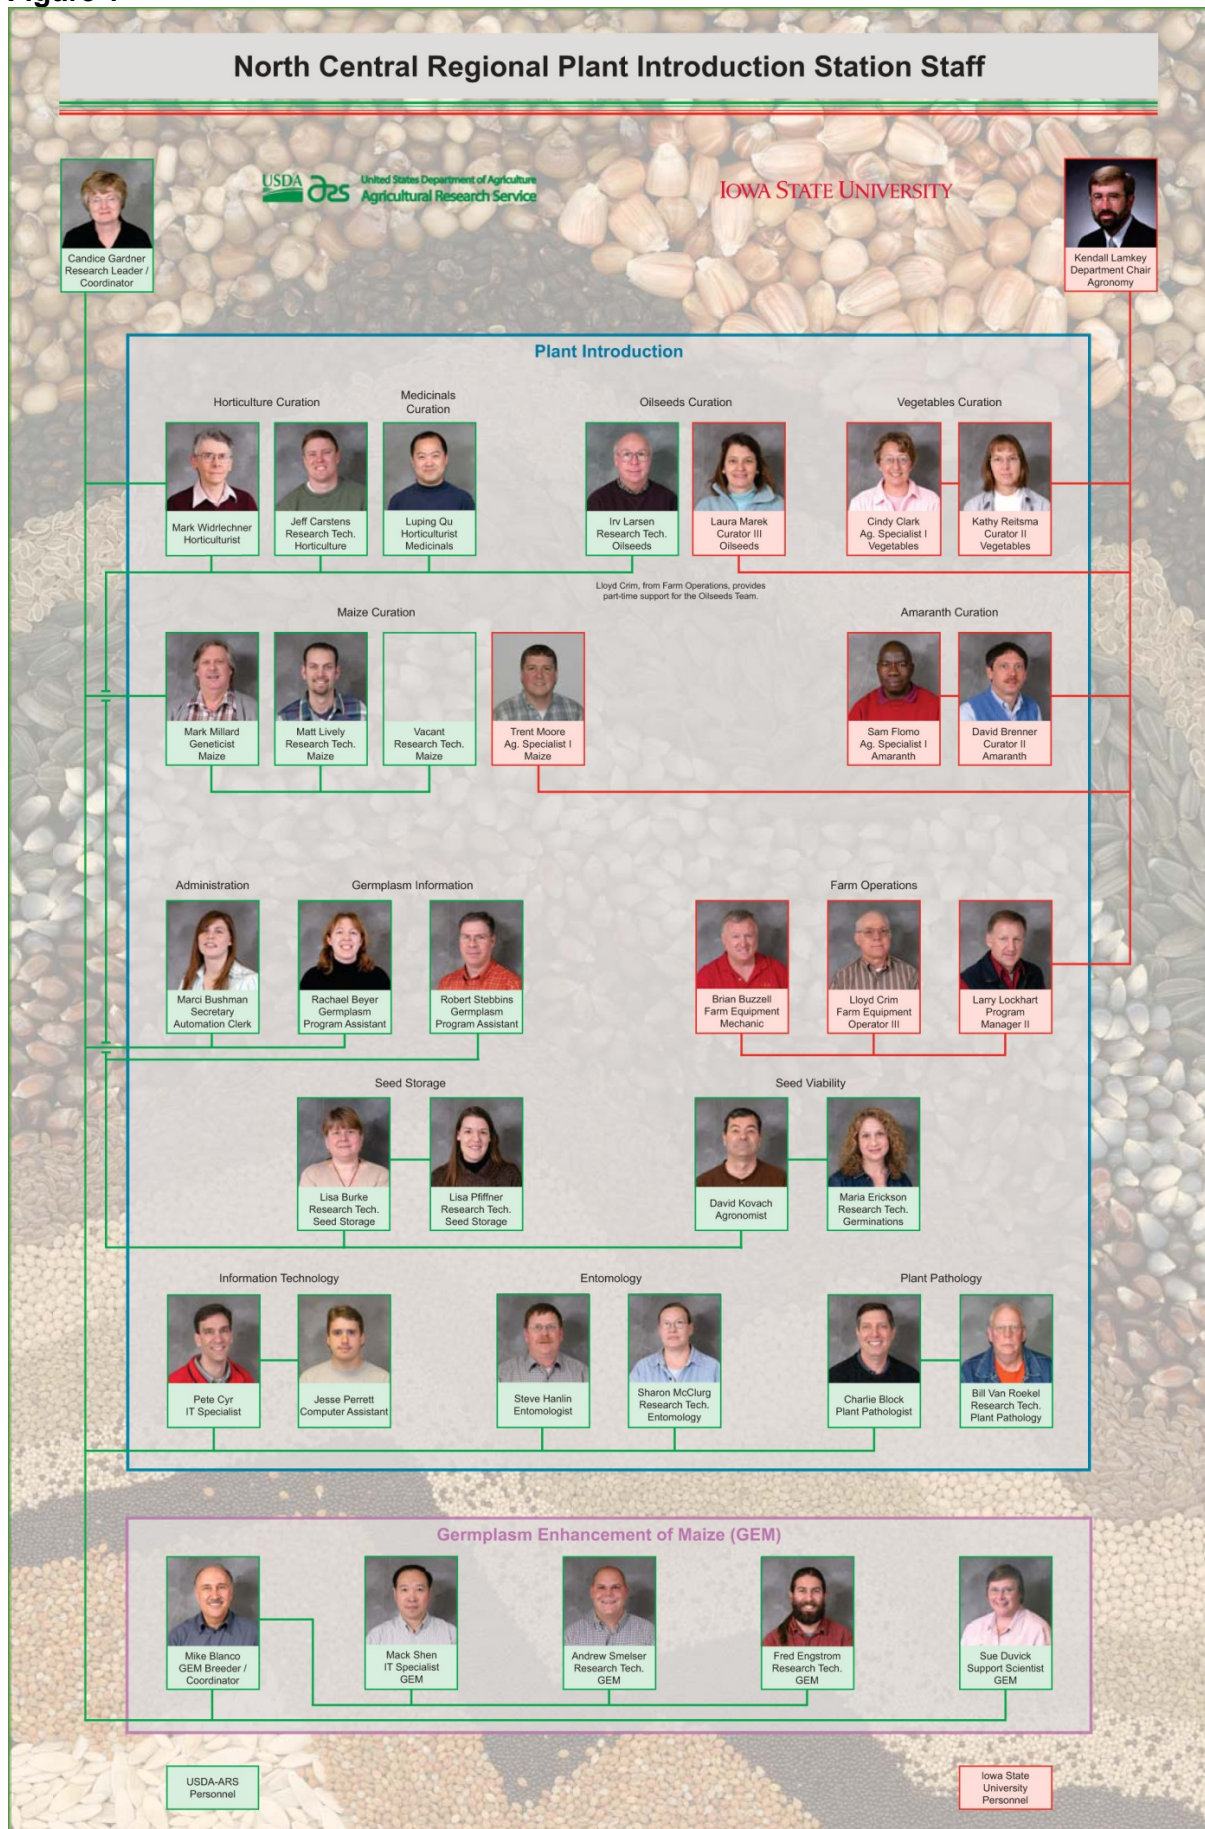 Figure 1
North Central Regional Plant Introduction Station Staff
USDA ars United States Department of Agriculture
Agricultural Research Service
IOWA STATE UNIVERSITY
Candice Gardner
Research Leader /
Coordinator
Kendall Lamkey
Department Chair
Agronomy
Plant Introduction
Horticulture Curation
Medicinals
Curation
Oilseeds Curation
Vegetables Curation
Mark Widrlechner
Horticulturist
Jeff Carstens
Research Tech.
Horticulture
Luping Qu
Horticulturist
Medicinals
Irv Larsen
Research Tech.
Oilseeds
Laura Marek
Curator III
Oilseeds
Cindy Clark
Ag. Specialist I
Vegetables
Kathy Reitsma
Curator II
Vegetables
Lloyd Crim, from Farm Operations, provides
part-time support for the Oilseeds Team.
Maize Curation
Amaranth Curation
Mark Millard
Geneticist
Maize
Matt Lively
Research Tech.
Maize
Vacant
Research Tech.
Maize
Trent Moore
Ag. Specialist I
Maize
Sam Flomo
Ag. Specialist I
Amaranth
David Brenner
Curator II
Amaranth
Administration
Germplasm Information
Farm Operations
Marci Bushman
Secretary
Automation Clerk
Rachael Beyer
Germplasm
Program Assistant
Robert Stebbins
Germplasm
Program Assistant
Brian Buzzell
Farm Equipment
Mechanic
Lloyd Crim
Farm Equipment
Operator III
Larry Lockhart
Program
Manager II
Seed Storage
Seed Viability
Lisa Burke
Research Tech.
Seed Storage
Lisa Pfiffner
Research Tech.
Seed Storage
David Kovach
Agronomist
Maria Erickson
Research Tech.
Germinations
Information Technology
Entomology
Plant Pathology
Pete Cyr
IT Specialist
Jesse Perrett
Computer Assistant
Steve Hanlin
Entomologist
Sharon McClurg
Research Tech.
Entomology
Charlie Block
Plant Pathologist
Bill Van Roekel
Research Tech.
Plant Pathology
Germplasm Enhancement of Maize (GEM)
Mike Blanco
GEM Breeder /
Coordinator
Mack Shen
IT Specialist
GEM
Andrew Smelser
Research Tech.
GEM
Fred Engstrom
Research Tech.
GEM
Sue Duvick
Support Scientist
GEM
USDA-ARS
Personnel
Iowa State
University
Personnel